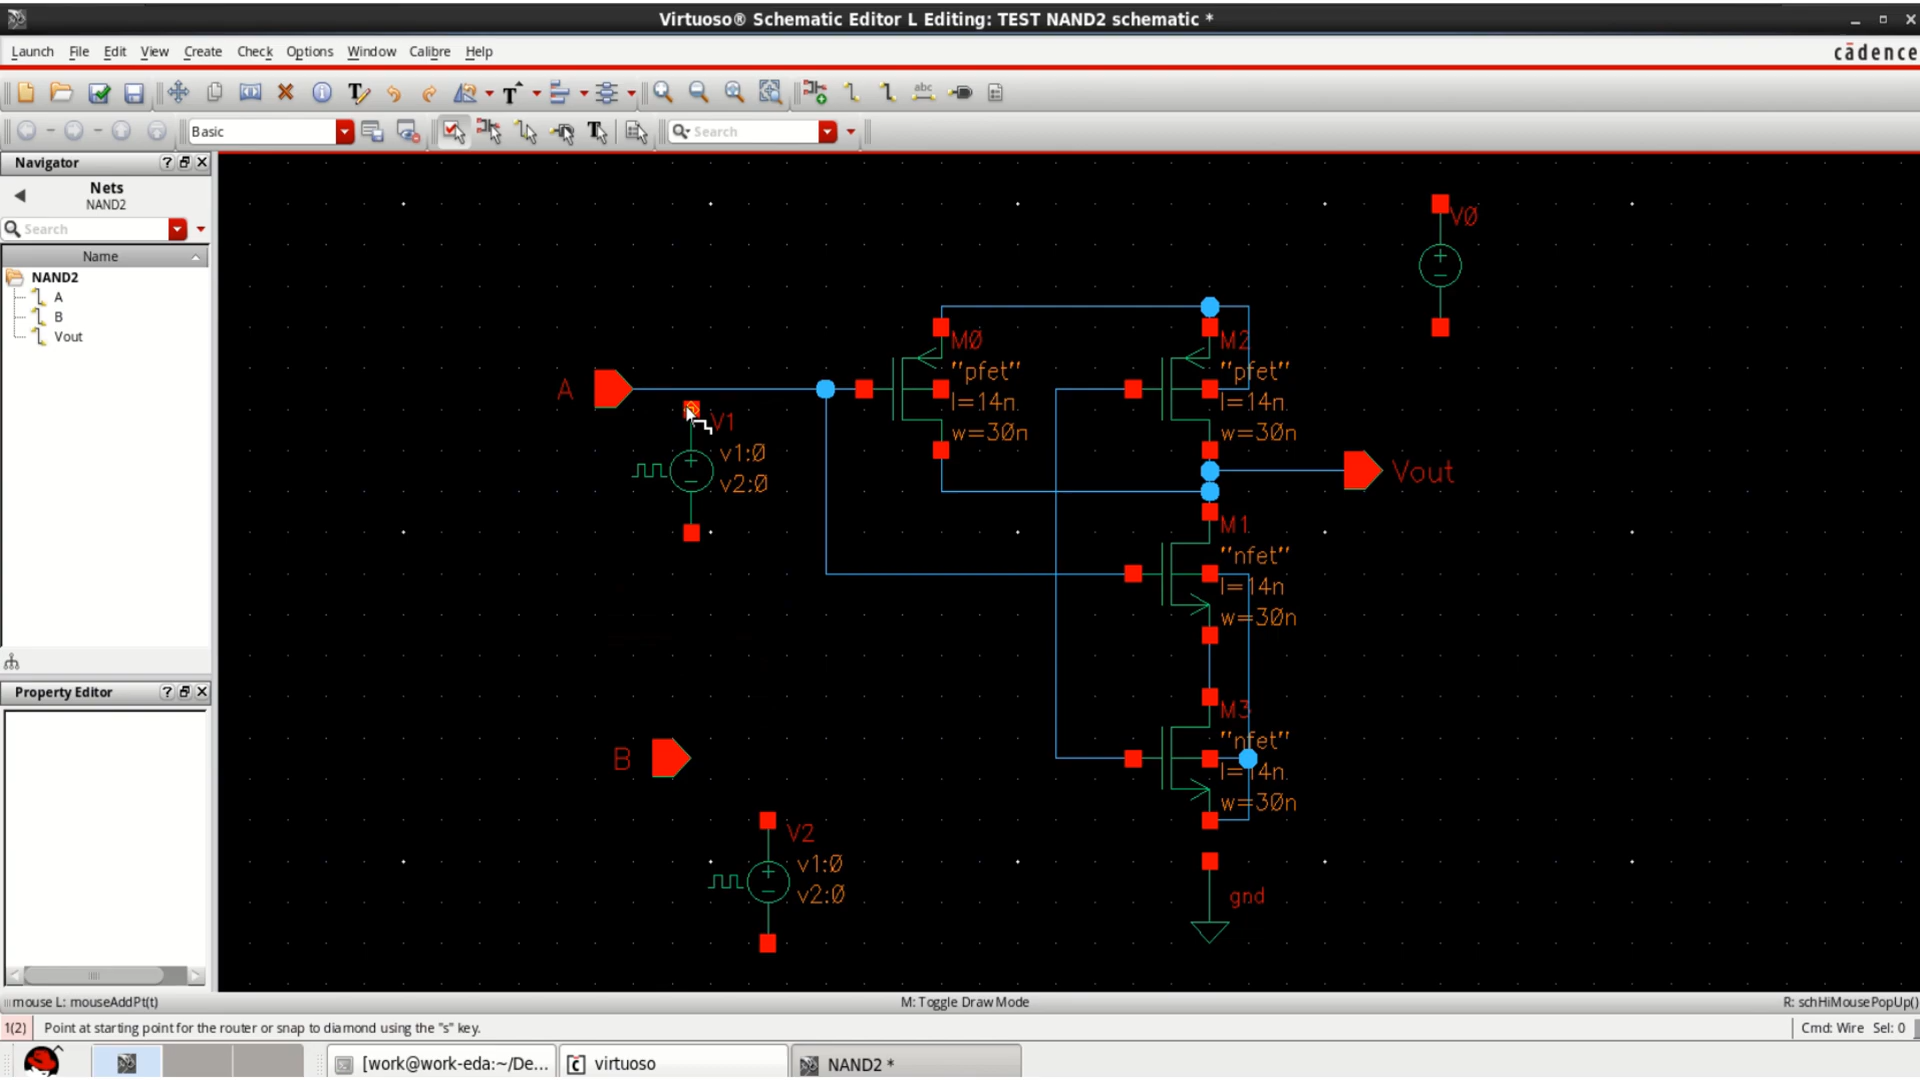 Virtuoso® Schematic Editor L Editing: TEST NAND2 schematic *
Launch File Edit View Create Check Options Window Calibre Help
cādence
abc
Basic
Search
Navigator
Nets
NAND2
Search
Name
NAND2
A
B
Vout
Property Editor
V0
M0
"pfet"
l=14n
w=30n
M2
"pfet"
l=14n
w=30n
A
V1
v1:0
v2:0
Vout
M1
"nfet"
l=14n
w=30n
M3
"nfet"
l=14n
w=30n
B
V2
v1:0
v2:0
gnd
mouse L: mouseAddPt(t)
M: Toggle Draw Mode
R: schHiMousePopUp()
1(2)
Point at starting point for the router or snap to diamond using the "s" key.
Cmd: Wire Sel: 0
[work@work-eda:~/De...
virtuoso
NAND2 *